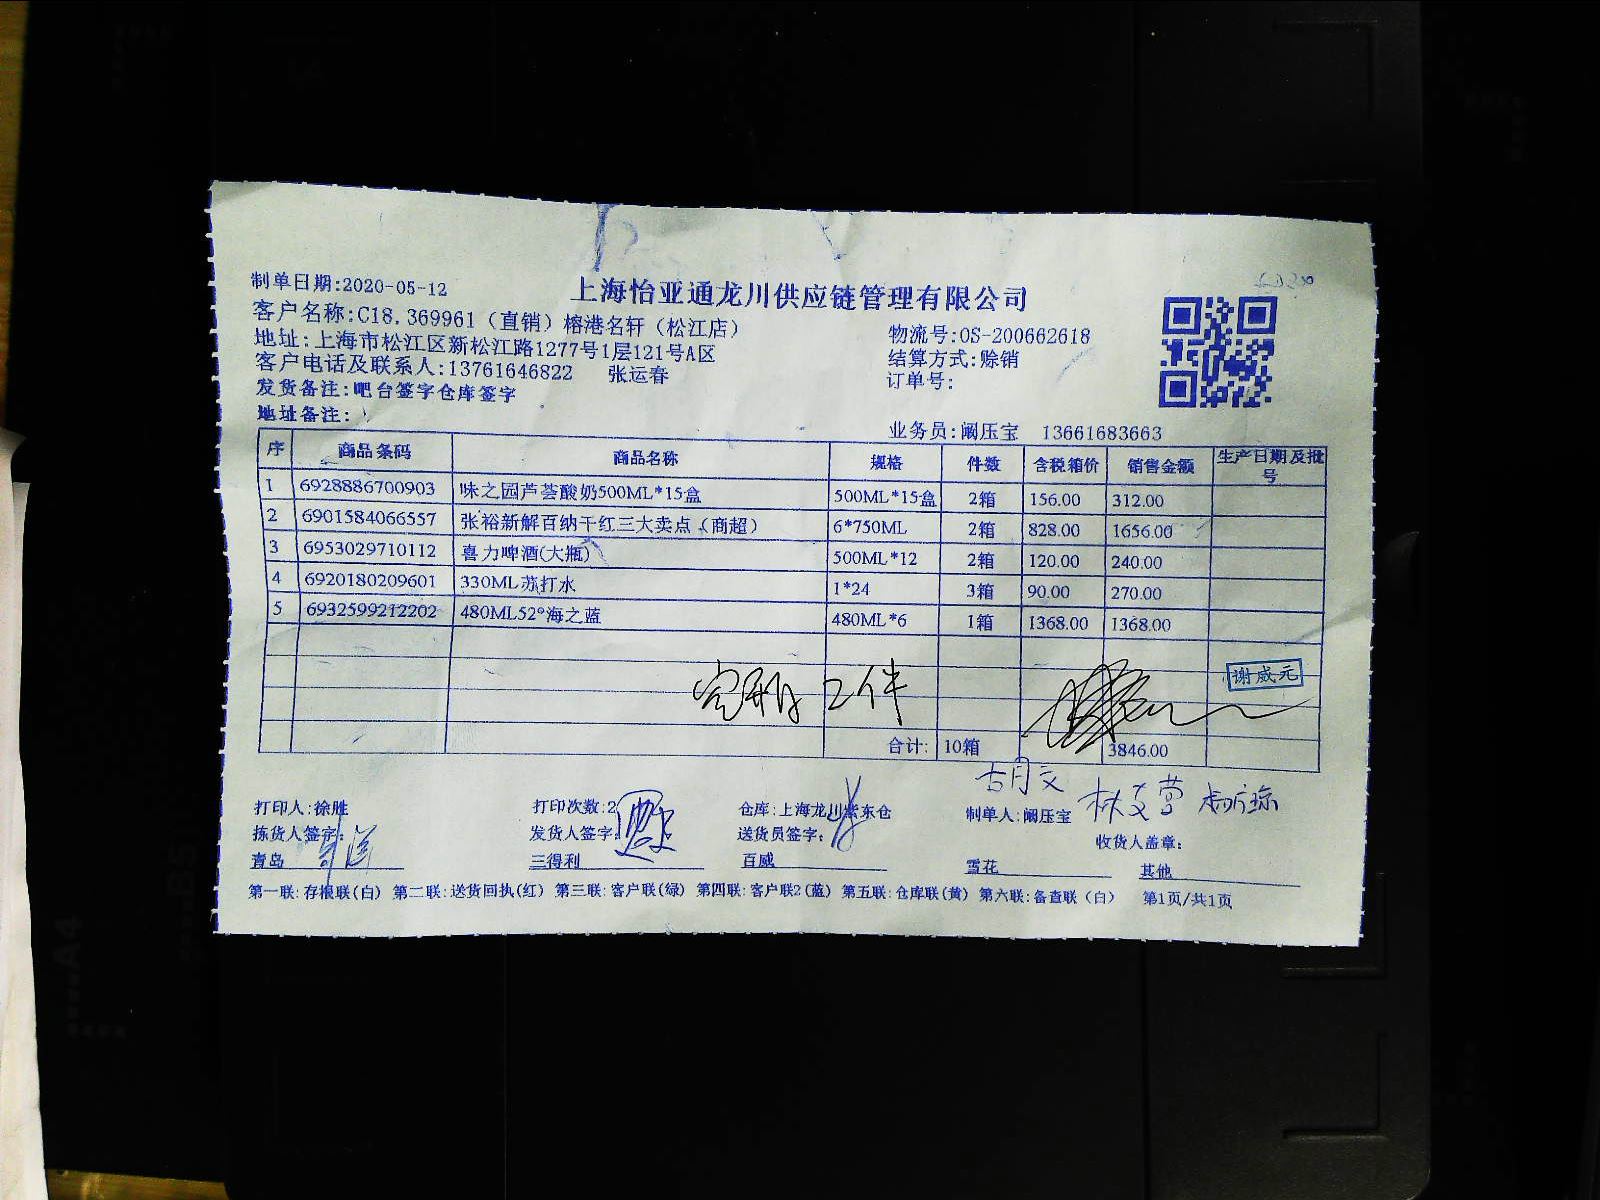 上海怡亚通龙川供应链管理有限公司
制单日期:2020-05-12
客户名称:C18.369961（直销）榕港名轩（松江店）
物流号:OS-200662618
地址:上海市松江区新松江路1277号1层121号A区
结算方式:赊销
客户电话及联系人:13761646822 张运春
订单号:
发货备注:吧台签字仓库签字
地址备注:
业务员:阚压宝 13661683663
序 商品条码 商品名称 规格 件数 含税箱价 销售金额 生产日期及批号
1 6928886700903 味之园芦荟酸奶500ML*15盒 500ML*15盒 2箱 156.00 312.00
2 6901584066557 张裕新解百纳干红三大卖点（商超） 6*750ML 2箱 828.00 1656.00
3 6953029710112 喜力啤酒(大瓶) 500ML*12 2箱 120.00 240.00
4 6920180209601 330ML苏打水 1*24 3箱 90.00 270.00
5 6932599212202 480ML52°海之蓝 480ML*6 1箱 1368.00 1368.00
2件
谢威元
合计: 10箱 3846.00
打印人:徐胜 打印次数:2 仓库:上海龙川紫东仓 制单人:阚压宝
拣货人签字: 发货人签字: 送货员签字: 收货人盖章:
青岛 三得利 百威 雪花 其他
第一联:存根联(白) 第二联:送货回执(红) 第三联:客户联(绿) 第四联:客户联2(蓝) 第五联:仓库联(黄) 第六联:备查联（白） 第1页/共1页